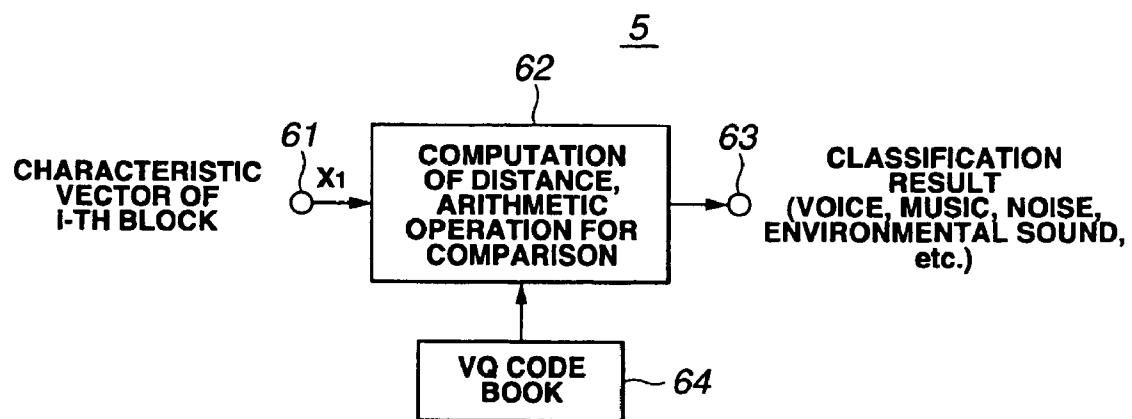 5
62
61
63
CHARACTERISTIC
VECTOR OF
I-TH BLOCK
X1
COMPUTATION
OF DISTANCE,
ARITHMETIC
OPERATION FOR
COMPARISON
CLASSIFICATION
RESULT
(VOICE, MUSIC, NOISE,
ENVIRONMENTAL SOUND,
etc.)
VQ CODE
BOOK
64